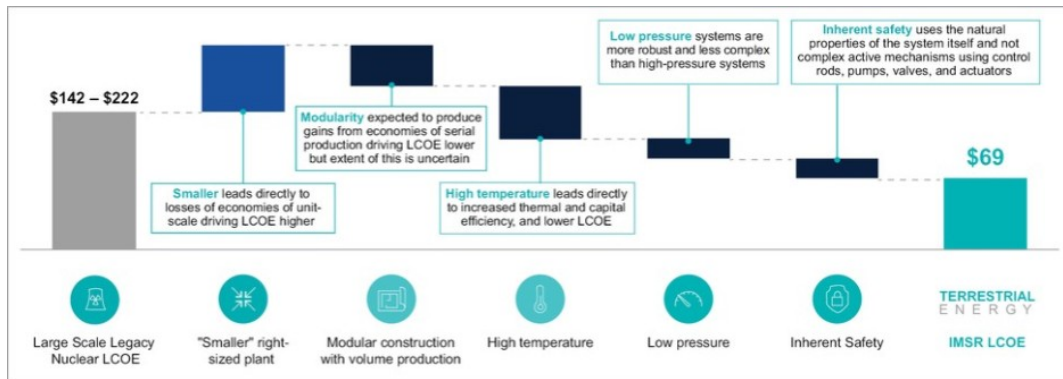 $142 – $222
Smaller leads directly to
losses of economies of unit-
scale driving LCOE higher
Modularity expected to produce
gains from economies of serial
production driving LCOE lower
but extent of this is uncertain
High temperature leads directly
to increased thermal and capital
efficiency, and lower LCOE
Low pressure systems are
more robust and less complex
than high-pressure systems
Inherent safety uses the natural
properties of the system itself and not
complex active mechanisms using control
rods, pumps, valves, and actuators
$69
Large Scale Legacy
Nuclear LCOE
"Smaller" right-
sized plant
Modular construction
with volume production
High temperature
Low pressure
Inherent Safety
TERRESTRIAL
ENERGY
IMSR LCOE